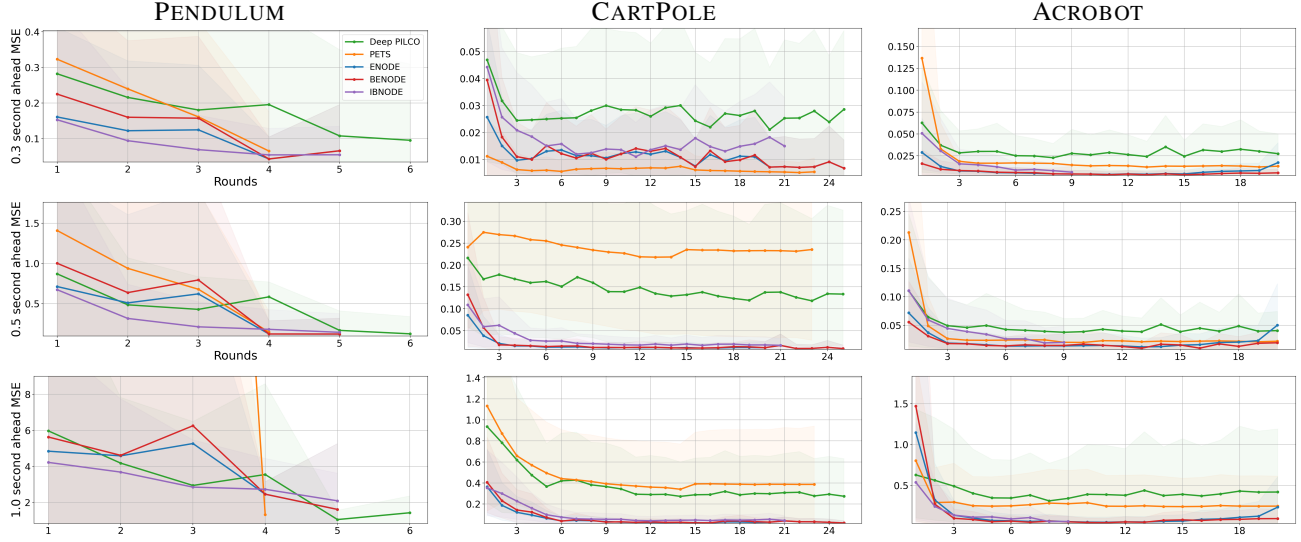 PENDULUM CARTPOLE ACROBOT
0.3 second ahead MSE
0.4
0.3
0.2
0.1
Deep PILCO
PETS
ENODE
BENODE
IBNODE
1 2 3 4 5 6
Rounds
0.05
0.04
0.03
0.02
0.01
3 6 9 12 15 18 21 24
0.150
0.125
0.100
0.075
0.050
0.025
3 6 9 12 15 18
0.5 second ahead MSE
1.5
1.0
0.5
1 2 3 4 5 6
Rounds
0.30
0.25
0.20
0.15
0.10
0.05
3 6 9 12 15 18 21 24
0.25
0.20
0.15
0.10
0.05
3 6 9 12 15 18
1.0 second ahead MSE
8
6
4
2
1 2 3 4 5 6
1.4
1.2
1.0
0.8
0.6
0.4
0.2
3 6 9 12 15 18 21 24
1.5
1.0
0.5
3 6 9 12 15 18